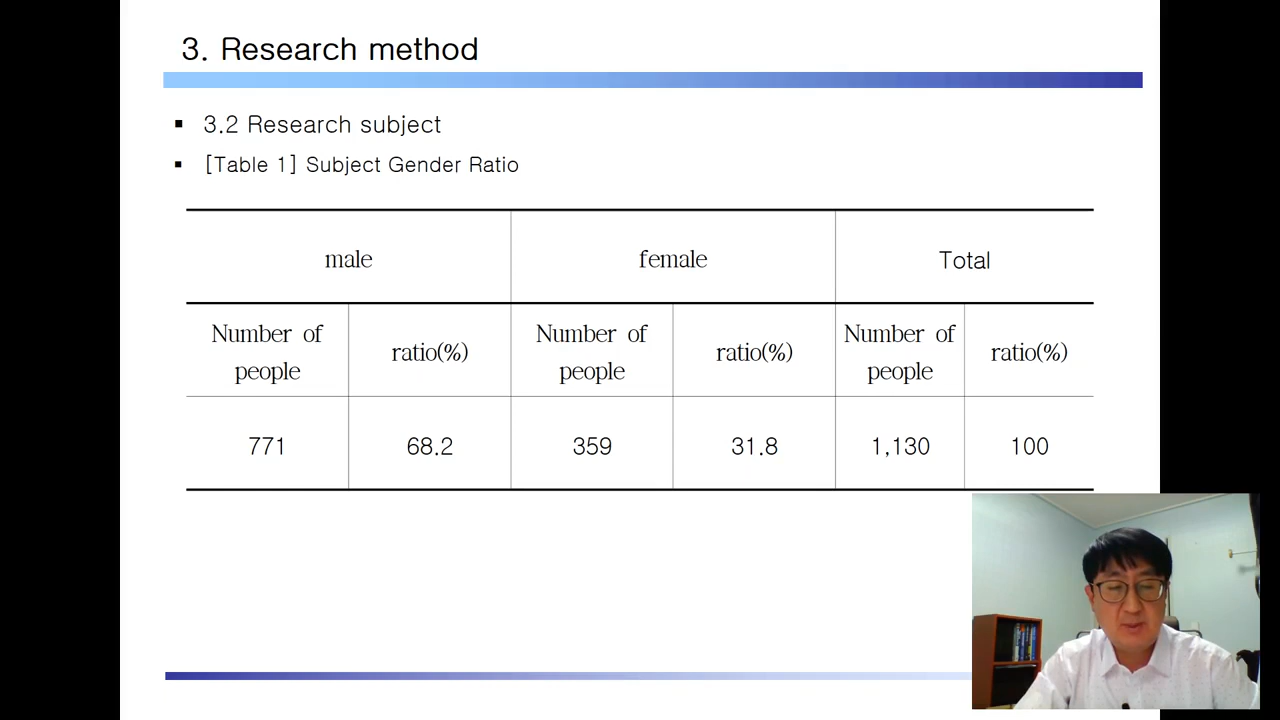 3. Research method
▪ 3.2 Research subject
▪ [Table 1] Subject Gender Ratio
male female Total
Number of people ratio(%) Number of people ratio(%) Number of people ratio(%)
771 68.2 359 31.8 1,130 100